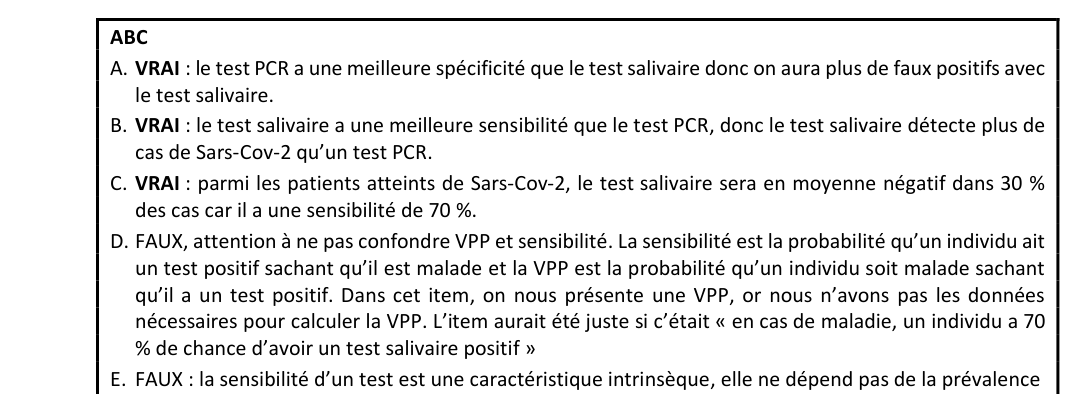 ABC
A. VRAI : le test PCR a une meilleure spécificité que le test salivaire donc on aura plus de faux positifs avec
le test salivaire.
B. VRAI : le test salivaire a une meilleure sensibilité que le test PCR, donc le test salivaire détecte plus de
cas de Sars-Cov-2 qu’un test PCR.
C. VRAI : parmi les patients atteints de Sars-Cov-2, le test salivaire sera en moyenne négatif dans 30 %
des cas car il a une sensibilité de 70 %.
D. FAUX, attention à ne pas confondre VPP et sensibilité. La sensibilité est la probabilité qu’un individu ait
un test positif sachant qu’il est malade et la VPP est la probabilité qu’un individu soit malade sachant
qu’il a un test positif. Dans cet item, on nous présente une VPP, or nous n’avons pas les données
nécessaires pour calculer la VPP. L’item aurait été juste si c’était « en cas de maladie, un individu a 70
% de chance d’avoir un test salivaire positif »
E. FAUX : la sensibilité d’un test est une caractéristique intrinsèque, elle ne dépend pas de la prévalence